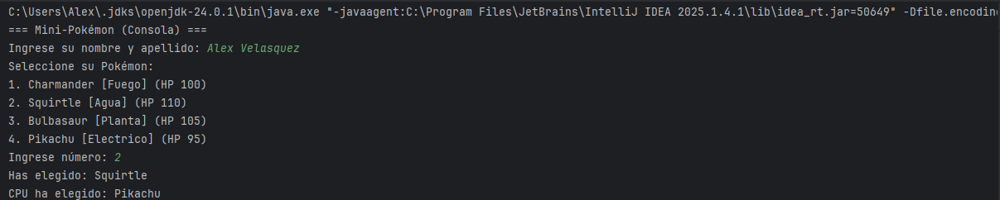 C:\Users\Alex\.jdks\openjdk-24.0.1\bin\java.exe "-javaagent:C:\Program Files\JetBrains\IntelliJ IDEA 2025.1.4.1\lib\idea_rt.jar=50649" -Dfile.encoding
=== Mini-Pokémon (Consola) ===
Ingrese su nombre y apellido: Alex Velasquez
Seleccione su Pokémon:
1. Charmander [Fuego] (HP 100)
2. Squirtle [Agua] (HP 110)
3. Bulbasaur [Planta] (HP 105)
4. Pikachu [Electrico] (HP 95)
Ingrese número: 2
Has elegido: Squirtle
CPU ha elegido: Pikachu